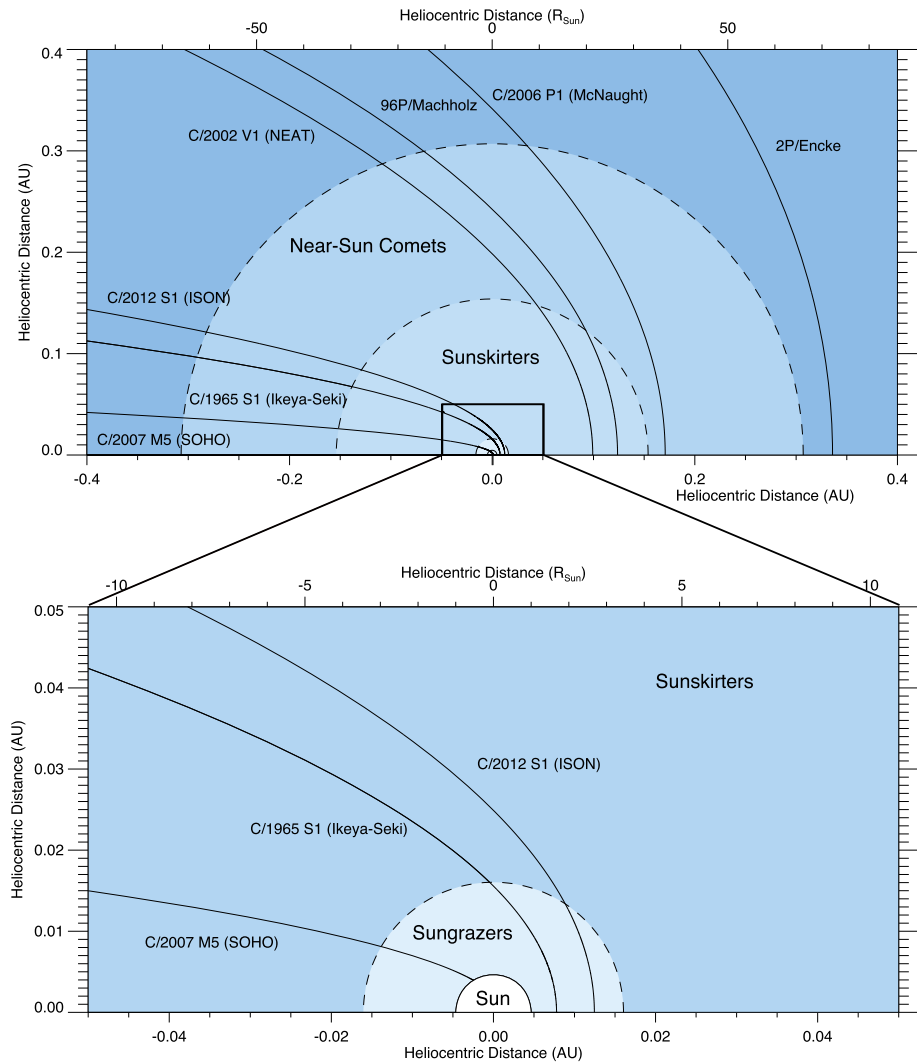 Heliocentric Distance (RSun)
-50 0 50
0.4
C/2006 P1 (McNaught)
96P/Machholz
C/2002 V1 (NEAT)
2P/Encke
0.3
Near-Sun Comets
0.2
C/2012 S1 (ISON)
Sunskirters
0.1
C/1965 S1 (Ikeya-Seki)
C/2007 M5 (SOHO)
0.0
Heliocentric Distance (AU)
-0.4 -0.2 0.0 0.2 0.4
Heliocentric Distance (AU)
Heliocentric Distance (RSun)
-10 -5 0 5 10
0.05
Sunskirters
0.04
C/2012 S1 (ISON)
0.03
C/1965 S1 (Ikeya-Seki)
0.02
Sungrazers
C/2007 M5 (SOHO)
0.01
Sun
0.00
Heliocentric Distance (AU)
-0.04 -0.02 0.00 0.02 0.04
Heliocentric Distance (AU)